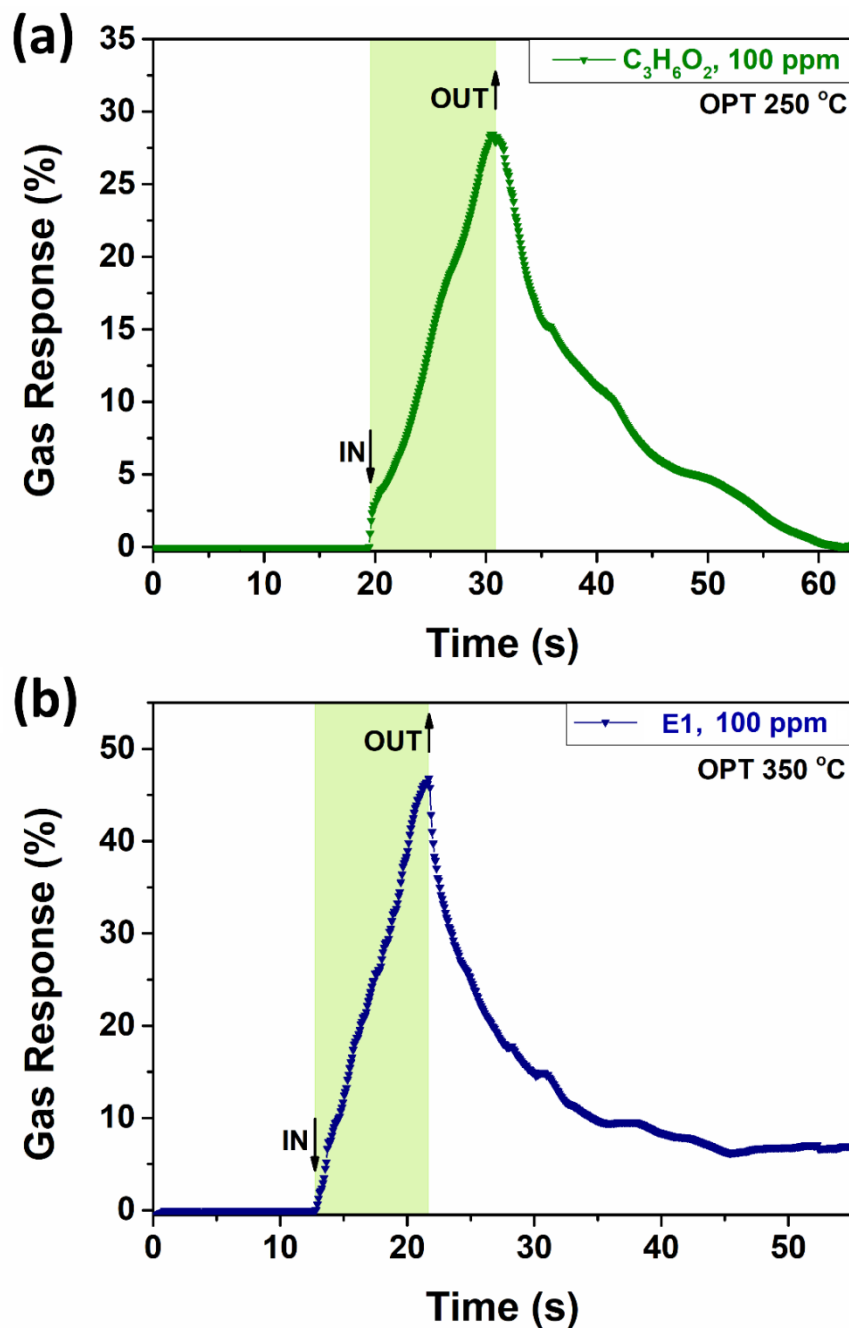 (a)
35
30
25
20
15
10
5
0
Gas Response (%)
C₃H₆O₂, 100 ppm
OPT 250 °C
OUT
IN
0 10 20 30 40 50 60
Time (s)
(b)
50
40
30
20
10
0
Gas Response (%)
E1, 100 ppm
OPT 350 °C
OUT
IN
0 10 20 30 40 50
Time (s)